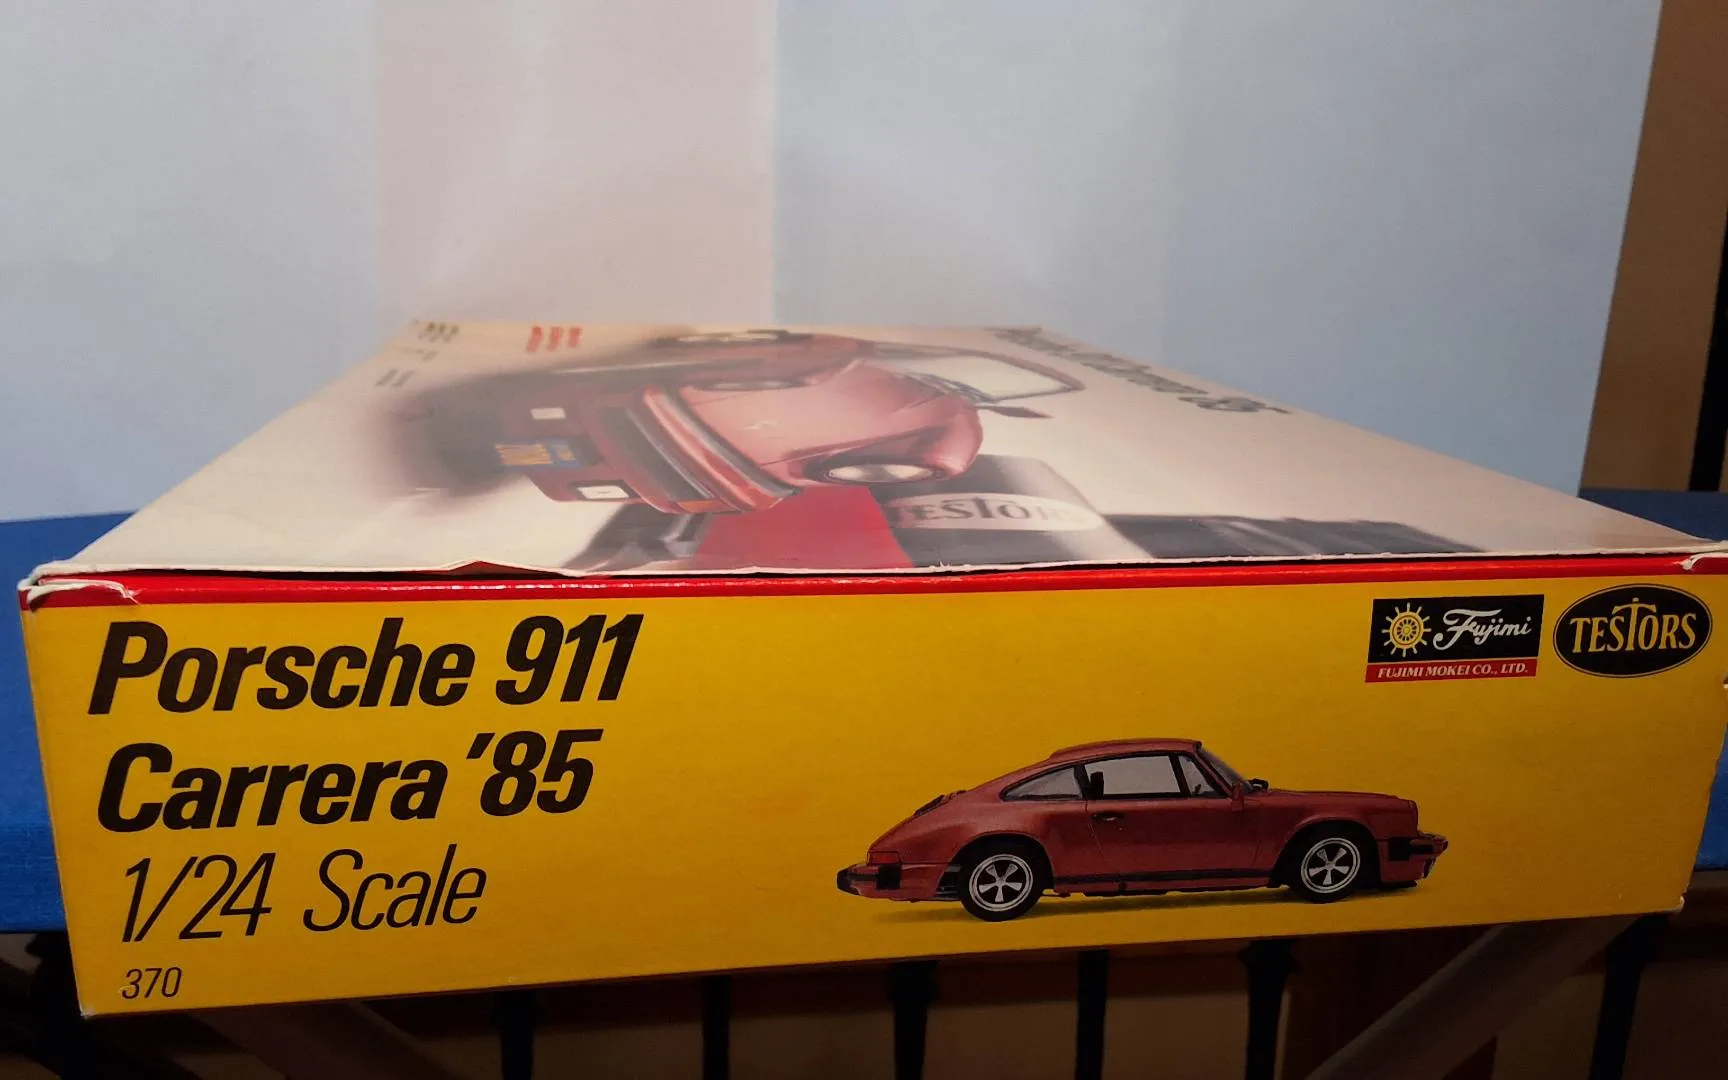 TESTORS
Porsche 911
Carrera '85
1/24 Scale
370
Fujimi
FUJIMI MOKEI CO., LTD.
TESTORS